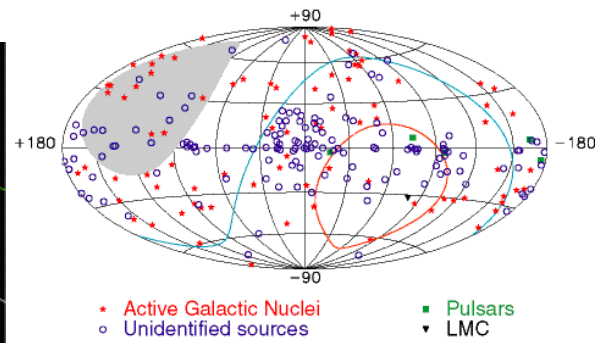 +90
+180
-180
-90
Active Galactic Nuclei
Pulsars
Unidentified sources
LMC